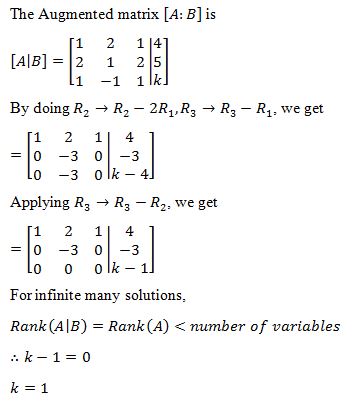 The Augmented matrix [A: B] is
[A|B] = [1 2 1 |4]
[2 1 2 |5]
[1 −1 1 |k]
By doing R₂ → R₂ − 2R₁, R₃ → R₃ − R₁, we get
= [1 2 1 | 4]
[0 −3 0 | −3]
[0 −3 0 |k − 4]
Applying R₃ → R₃ − R₂, we get
= [1 2 1 | 4]
[0 −3 0 | −3]
[0 0 0 |k − 1]
For infinite many solutions,
Rank(A|B) = Rank(A) < number of variables
∴ k − 1 = 0
k = 1